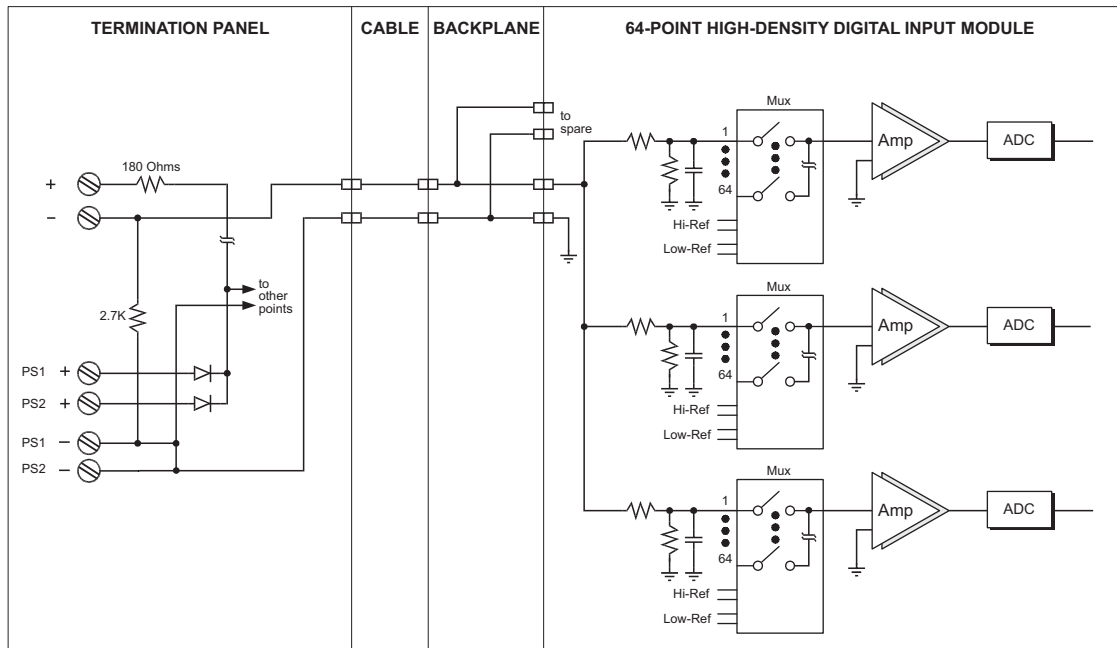 TERMINATION PANEL
CABLE
BACKPLANE
64-POINT HIGH-DENSITY DIGITAL INPUT MODULE
180 Ohms
+
−
2.7K
to
other
points
PS1 +
PS2 +
PS1 −
PS2 −
to
spare
Mux
1
64
Hi-Ref
Low-Ref
Amp
ADC
Mux
1
64
Hi-Ref
Low-Ref
Amp
ADC
Mux
1
64
Hi-Ref
Low-Ref
Amp
ADC